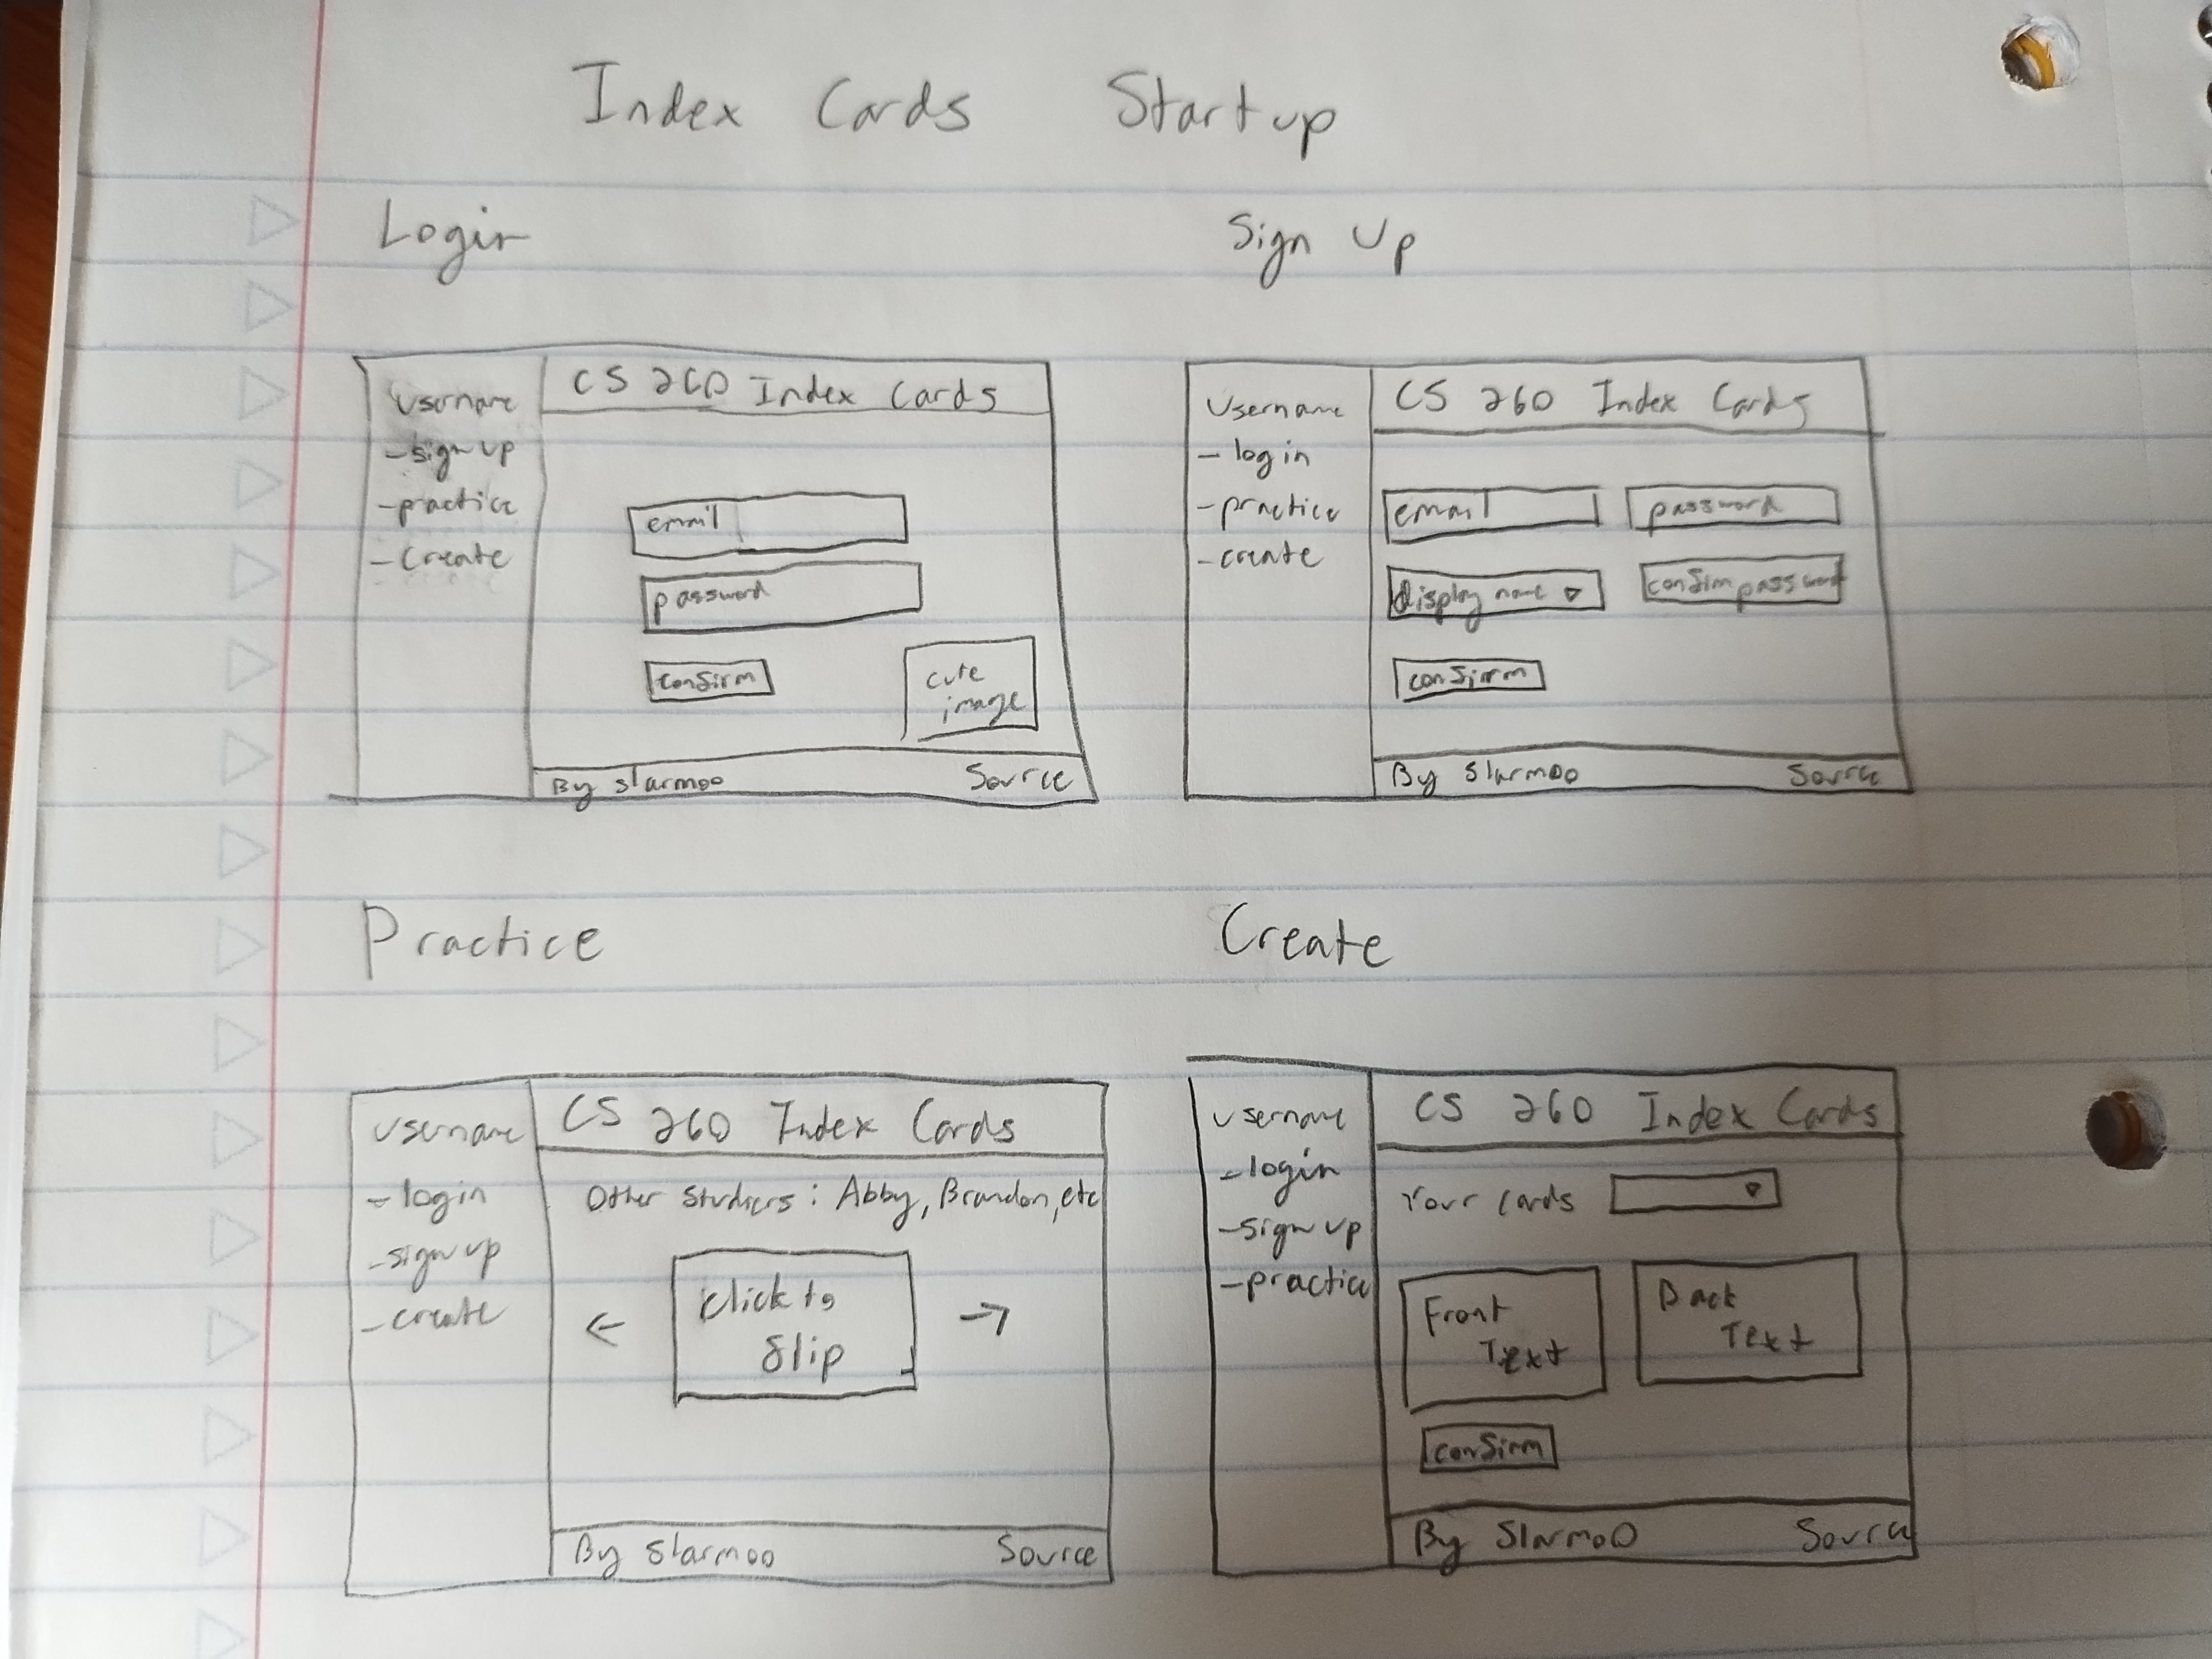 Index Cards Startup
Login
username
- sign up
- practice
- Create
CS 260 Index Cards
email
password
confirm
cute
image
By slarmoo
Source
Sign Up
Username
- login
- practice
- create
CS 260 Index Cards
email
password
display name
confirm password
confirm
By Slarmoo
Source
Practice
username
- login
- sign up
- create
CS 260 Index Cards
Other Studiers: Abby, Brandon, etc
←
click to
flip
→
By Slarmoo
Source
Create
username
- login
- sign up
- practice
CS 260 Index Cards
Your cards
Front
Text
Back
Text
confirm
By Slarmoo
Source